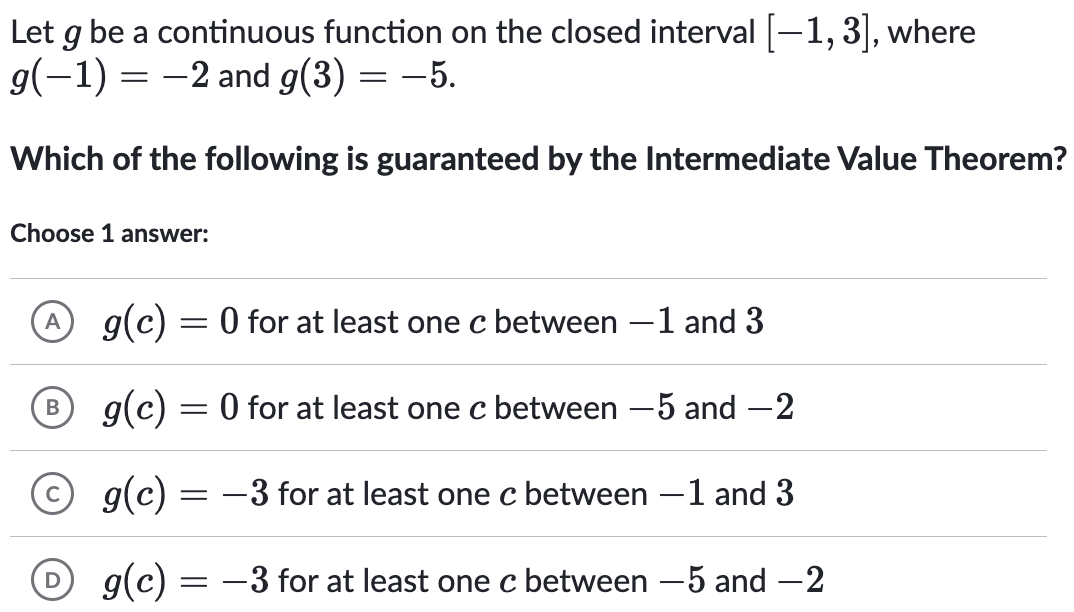 Let g be a continuous function on the closed interval [−1, 3], where
g(−1) = −2 and g(3) = −5.
Which of the following is guaranteed by the Intermediate Value Theorem?
Choose 1 answer:
A g(c) = 0 for at least one c between −1 and 3
B g(c) = 0 for at least one c between −5 and −2
C g(c) = −3 for at least one c between −1 and 3
D g(c) = −3 for at least one c between −5 and −2